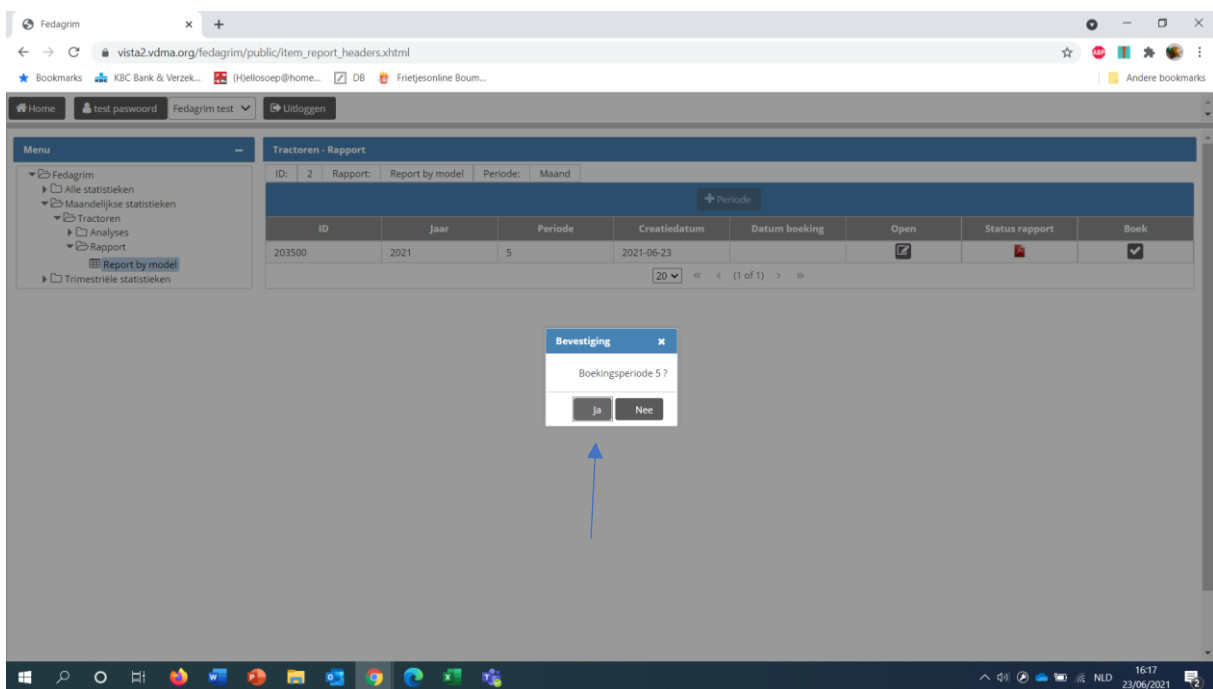 Fedagrim
vista2.vdma.org/fedagrim/public/item_report_headers.xhtml
ABP
Bookmarks KBC Bank & Verzek... (H)ellosoep@home... DB Frietjesonline Boum... Andere bookmarks
Home test paswoord Fedagrim test Uitloggen
Menu
Fedagrim
Alle statistieken
Maandelijkse statistieken
Tractoren
Analyses
Rapport
Report by model
Trimestriële statistieken
Tractoren - Rapport
ID: 2 Rapport: Report by model Periode: Maand
+ Periode
ID Jaar Periode Creatiedatum Datum boeking Open Status rapport Boek
203500 2021 5 2021-06-23
20 « < (1 of 1) > »
Bevestiging
Boekingsperiode 5 ?
Ja Nee
NLD 16:17
23/06/2021 2